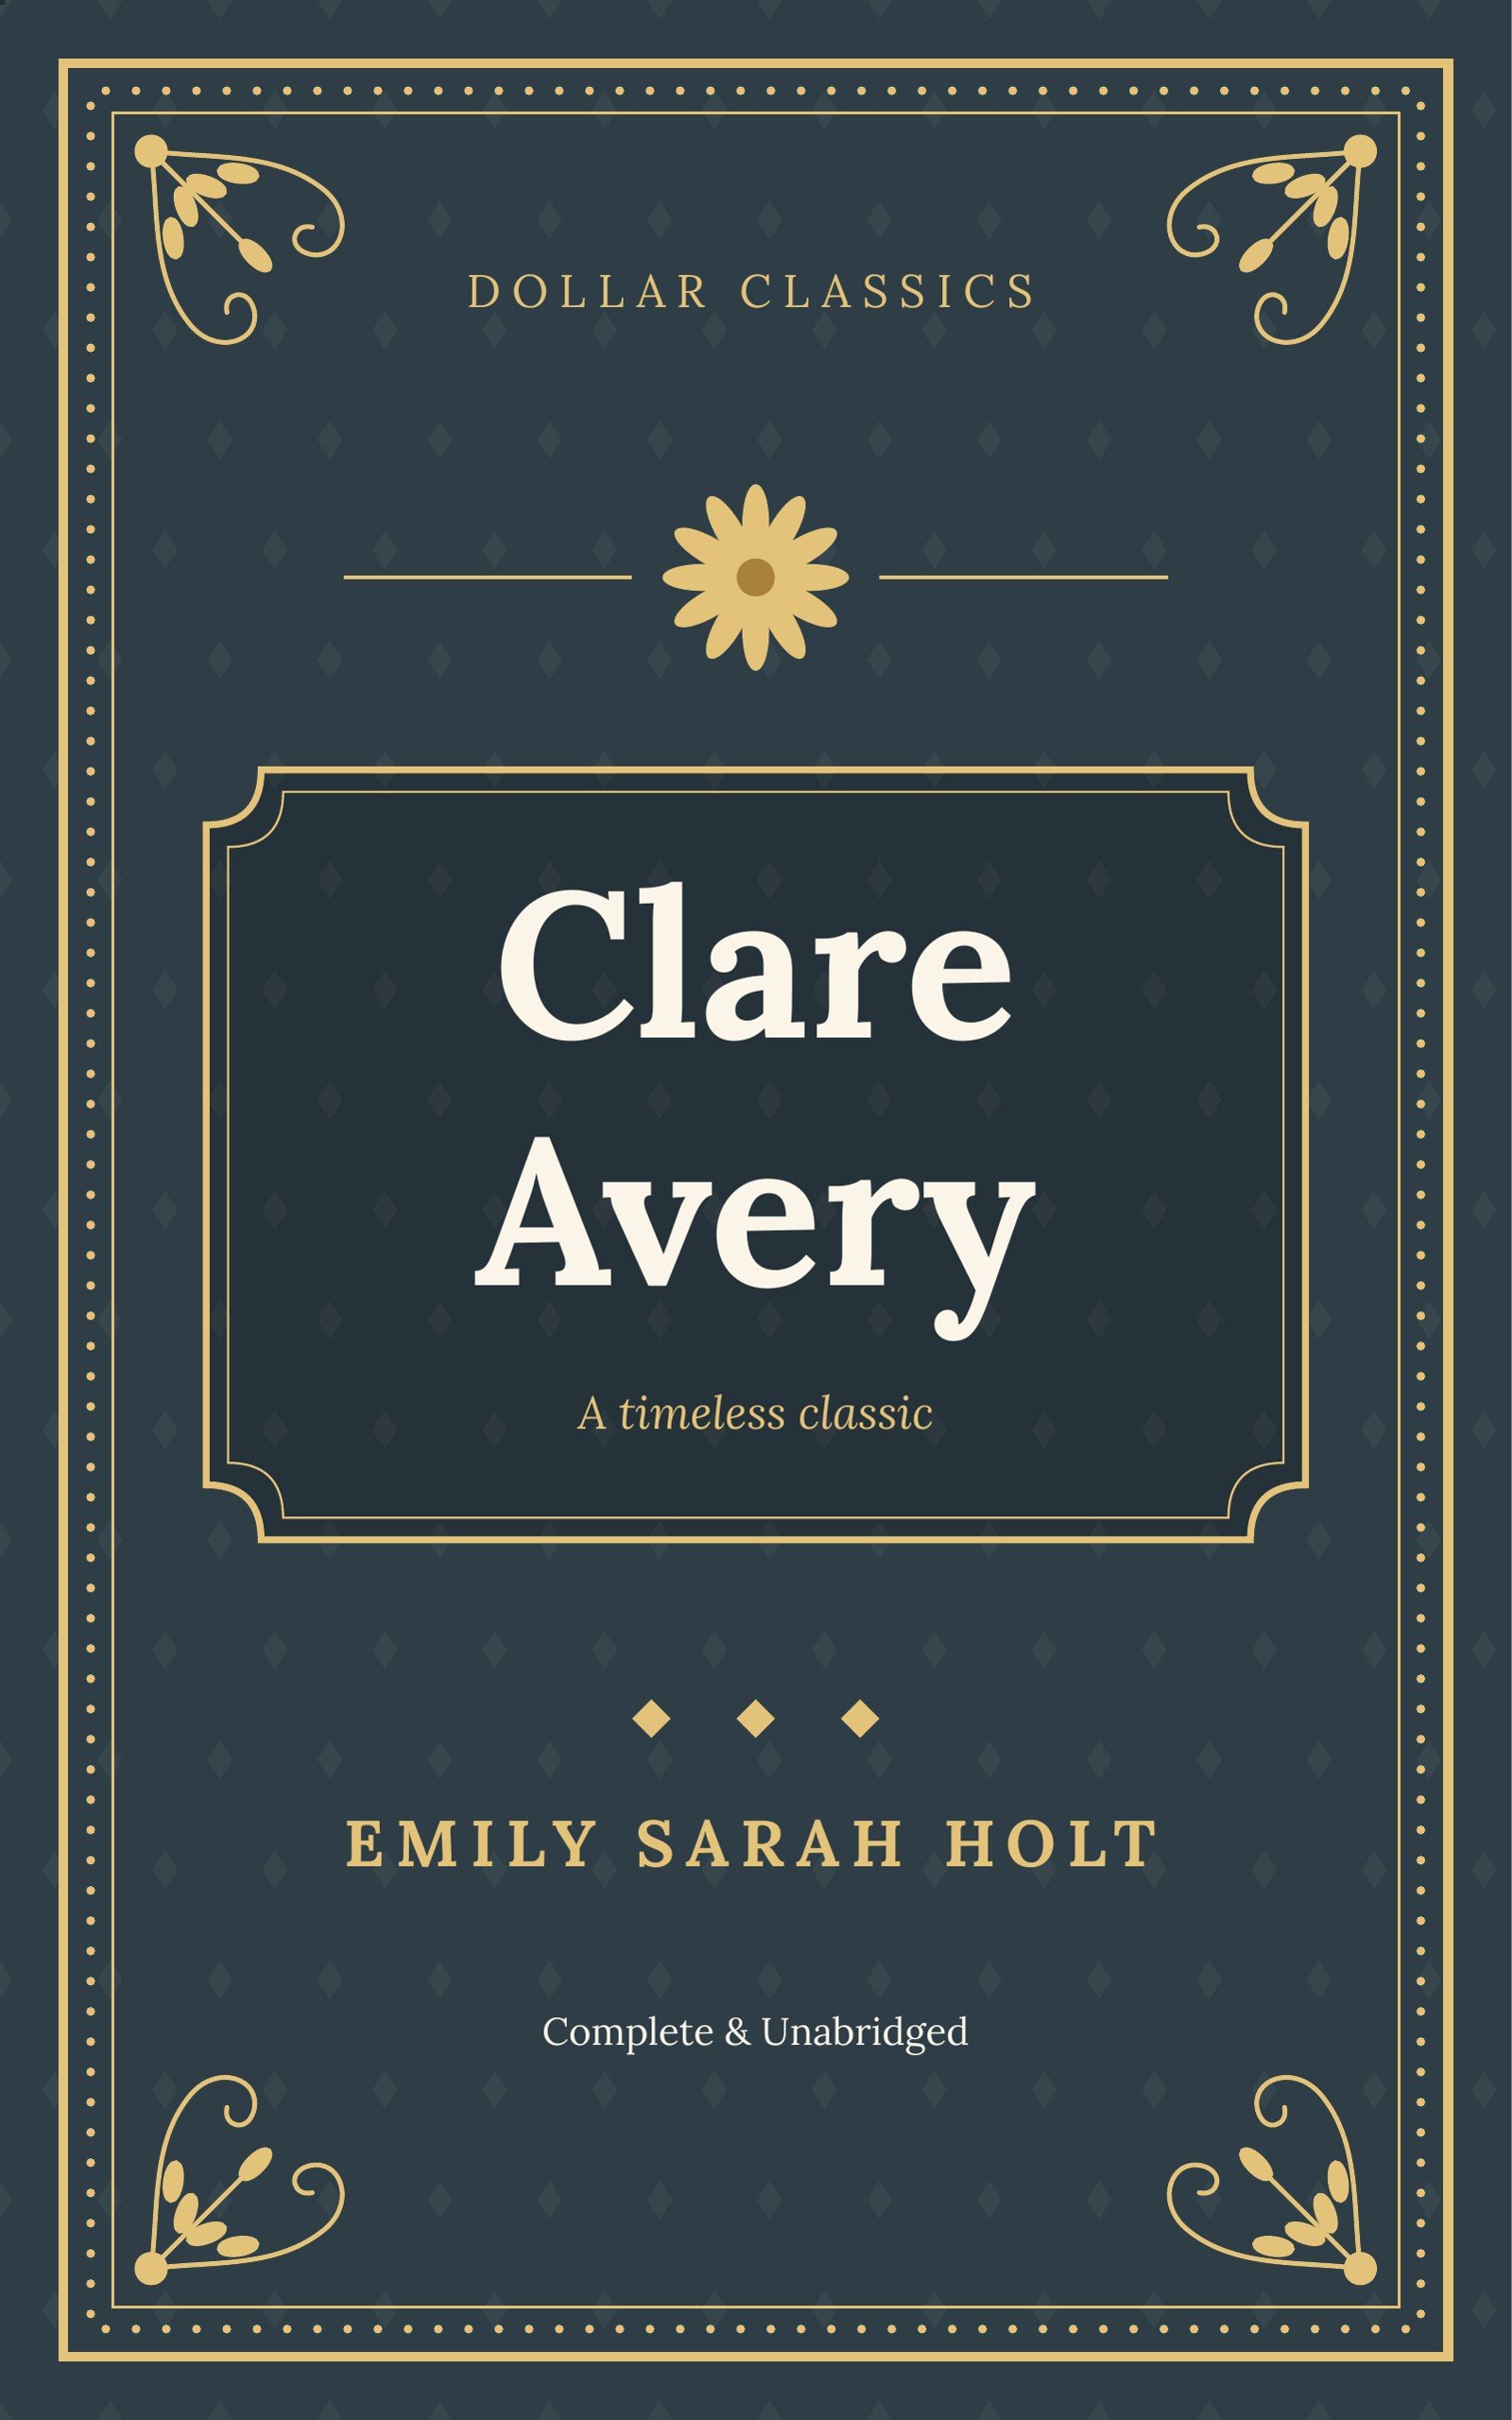 DOLLAR CLASSICS
Clare
Avery
A timeless classic
EMILY SARAH HOLT
Complete & Unabridged